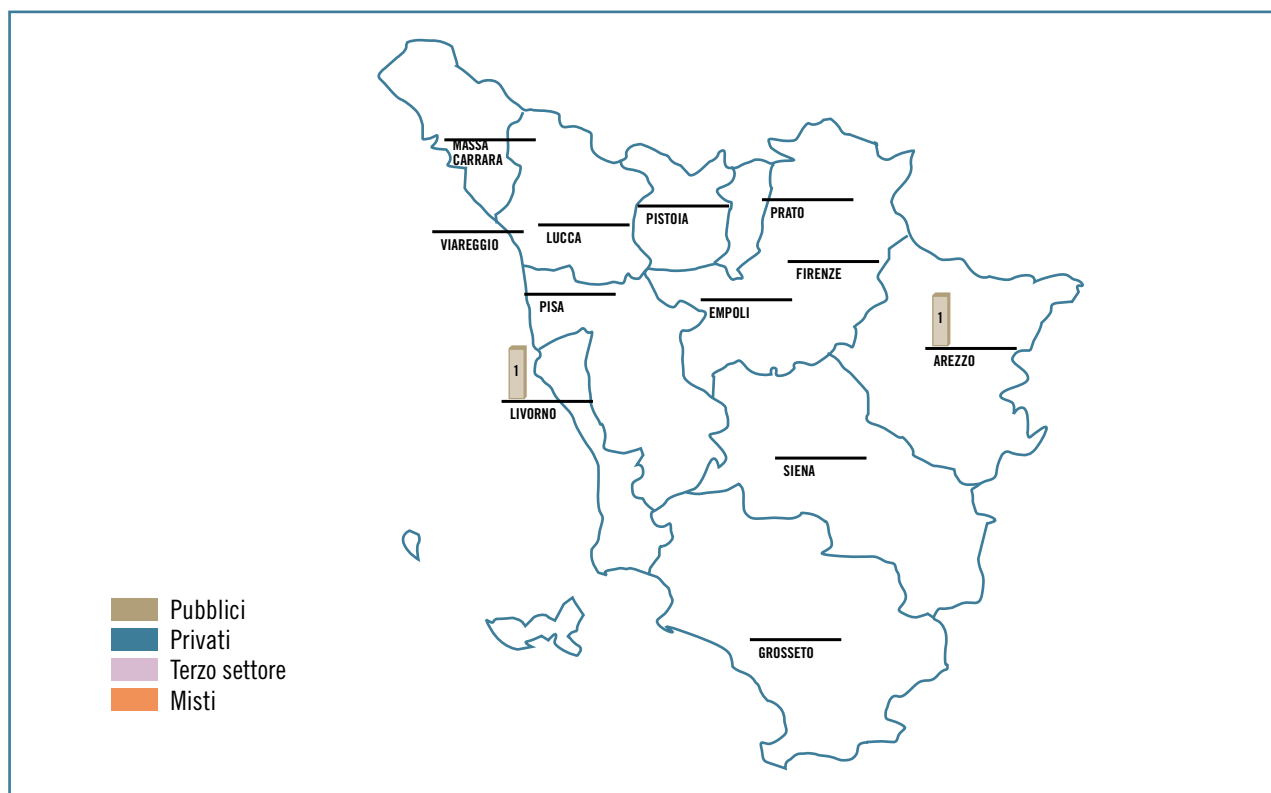 MASSA
CARRARA
PISTOIA
PRATO
LUCCA
VIAREGGIO
FIRENZE
PISA
EMPOLI
1
AREZZO
1
LIVORNO
SIENA
Pubblici
Privati
Terzo settore
Misti
GROSSETO